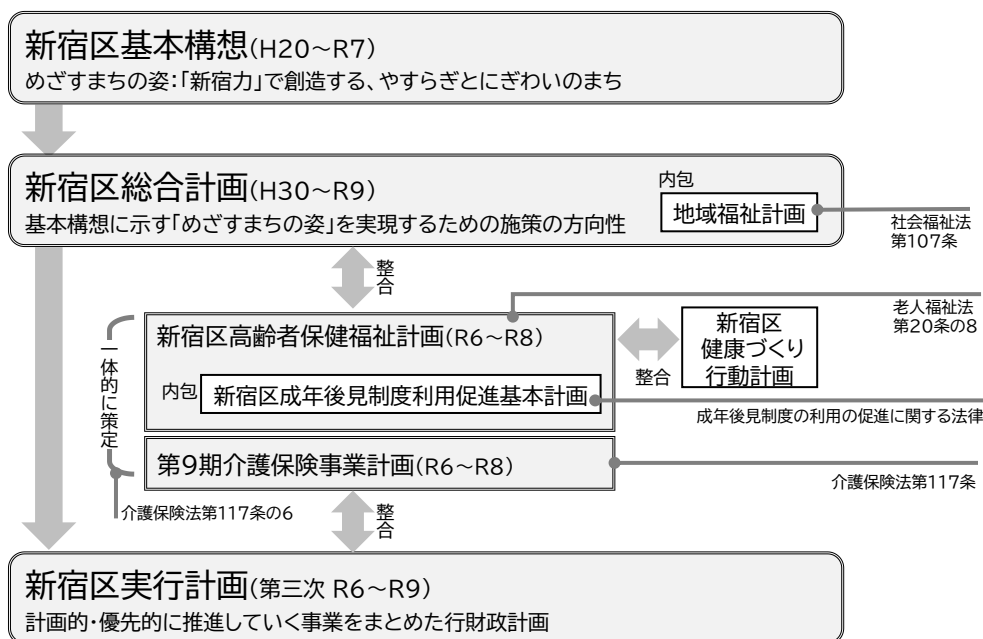 新宿区基本構想(H20～R7)
めざすまちの姿：「新宿力」で創造する、やすらぎとにぎわいのまち
新宿区総合計画(H30～R9)
基本構想に示す「めざすまちの姿」を実現するための施策の方向性
内包
地域福祉計画
社会福祉法
第107条
整合
老人福祉法
第20条の8
一体的に策定
新宿区高齢者保健福祉計画(R6～R8)
内包
新宿区成年後見制度利用促進基本計画
整合
新宿区
健康づくり
行動計画
成年後見制度の利用の促進に関する法律
第9期介護保険事業計画(R6～R8)
介護保険法第117条
介護保険法第117条の6
整合
新宿区実行計画(第三次 R6～R9)
計画的・優先的に推進していく事業をまとめた行財政計画